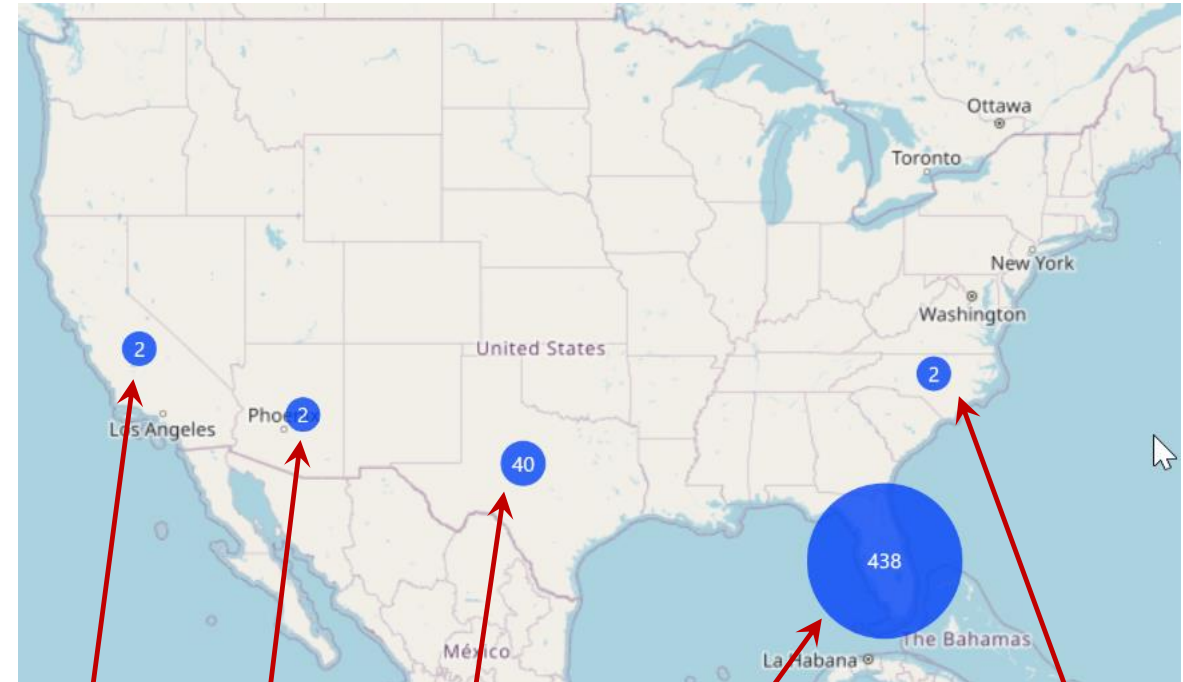 Ottawa
Toronto
New York
Washington
United States
2
2
Phoenix
2
Los Angeles
40
438
The Bahamas
México
La Habana